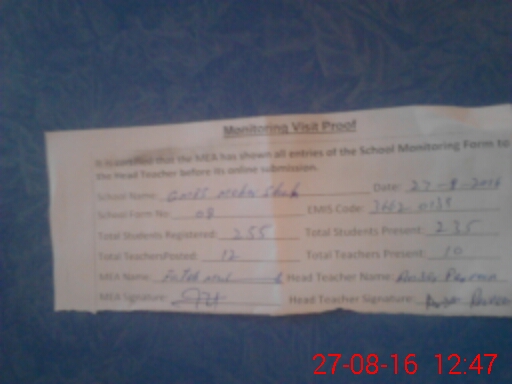 Monitoring Visit Proof
It is certified that the MEA has shown all entries of the School Monitoring Form to
the Head Teacher before its online submission.
School Name: Date: 27-8-2016
School Form No: 08 EMIS Code:
Total Students Registered: 255 Total Students Present: 235
Total TeachersPosted: 12 Total Teachers Present: 10
MEA Name: Head Teacher Name:
MEA Signature: Head Teacher Signature:
27-08-16 12:47